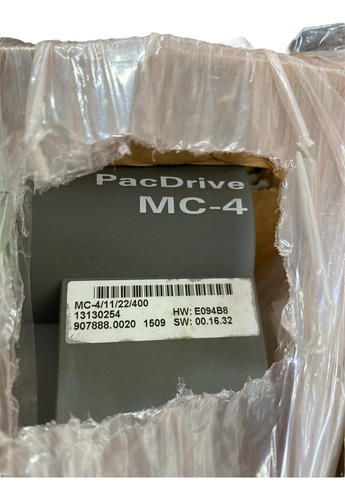 PacDrive
MC-4
MC-4/11/22/400
13130254 HW: E094B8
907888.0020 1509 SW: 00.16.32